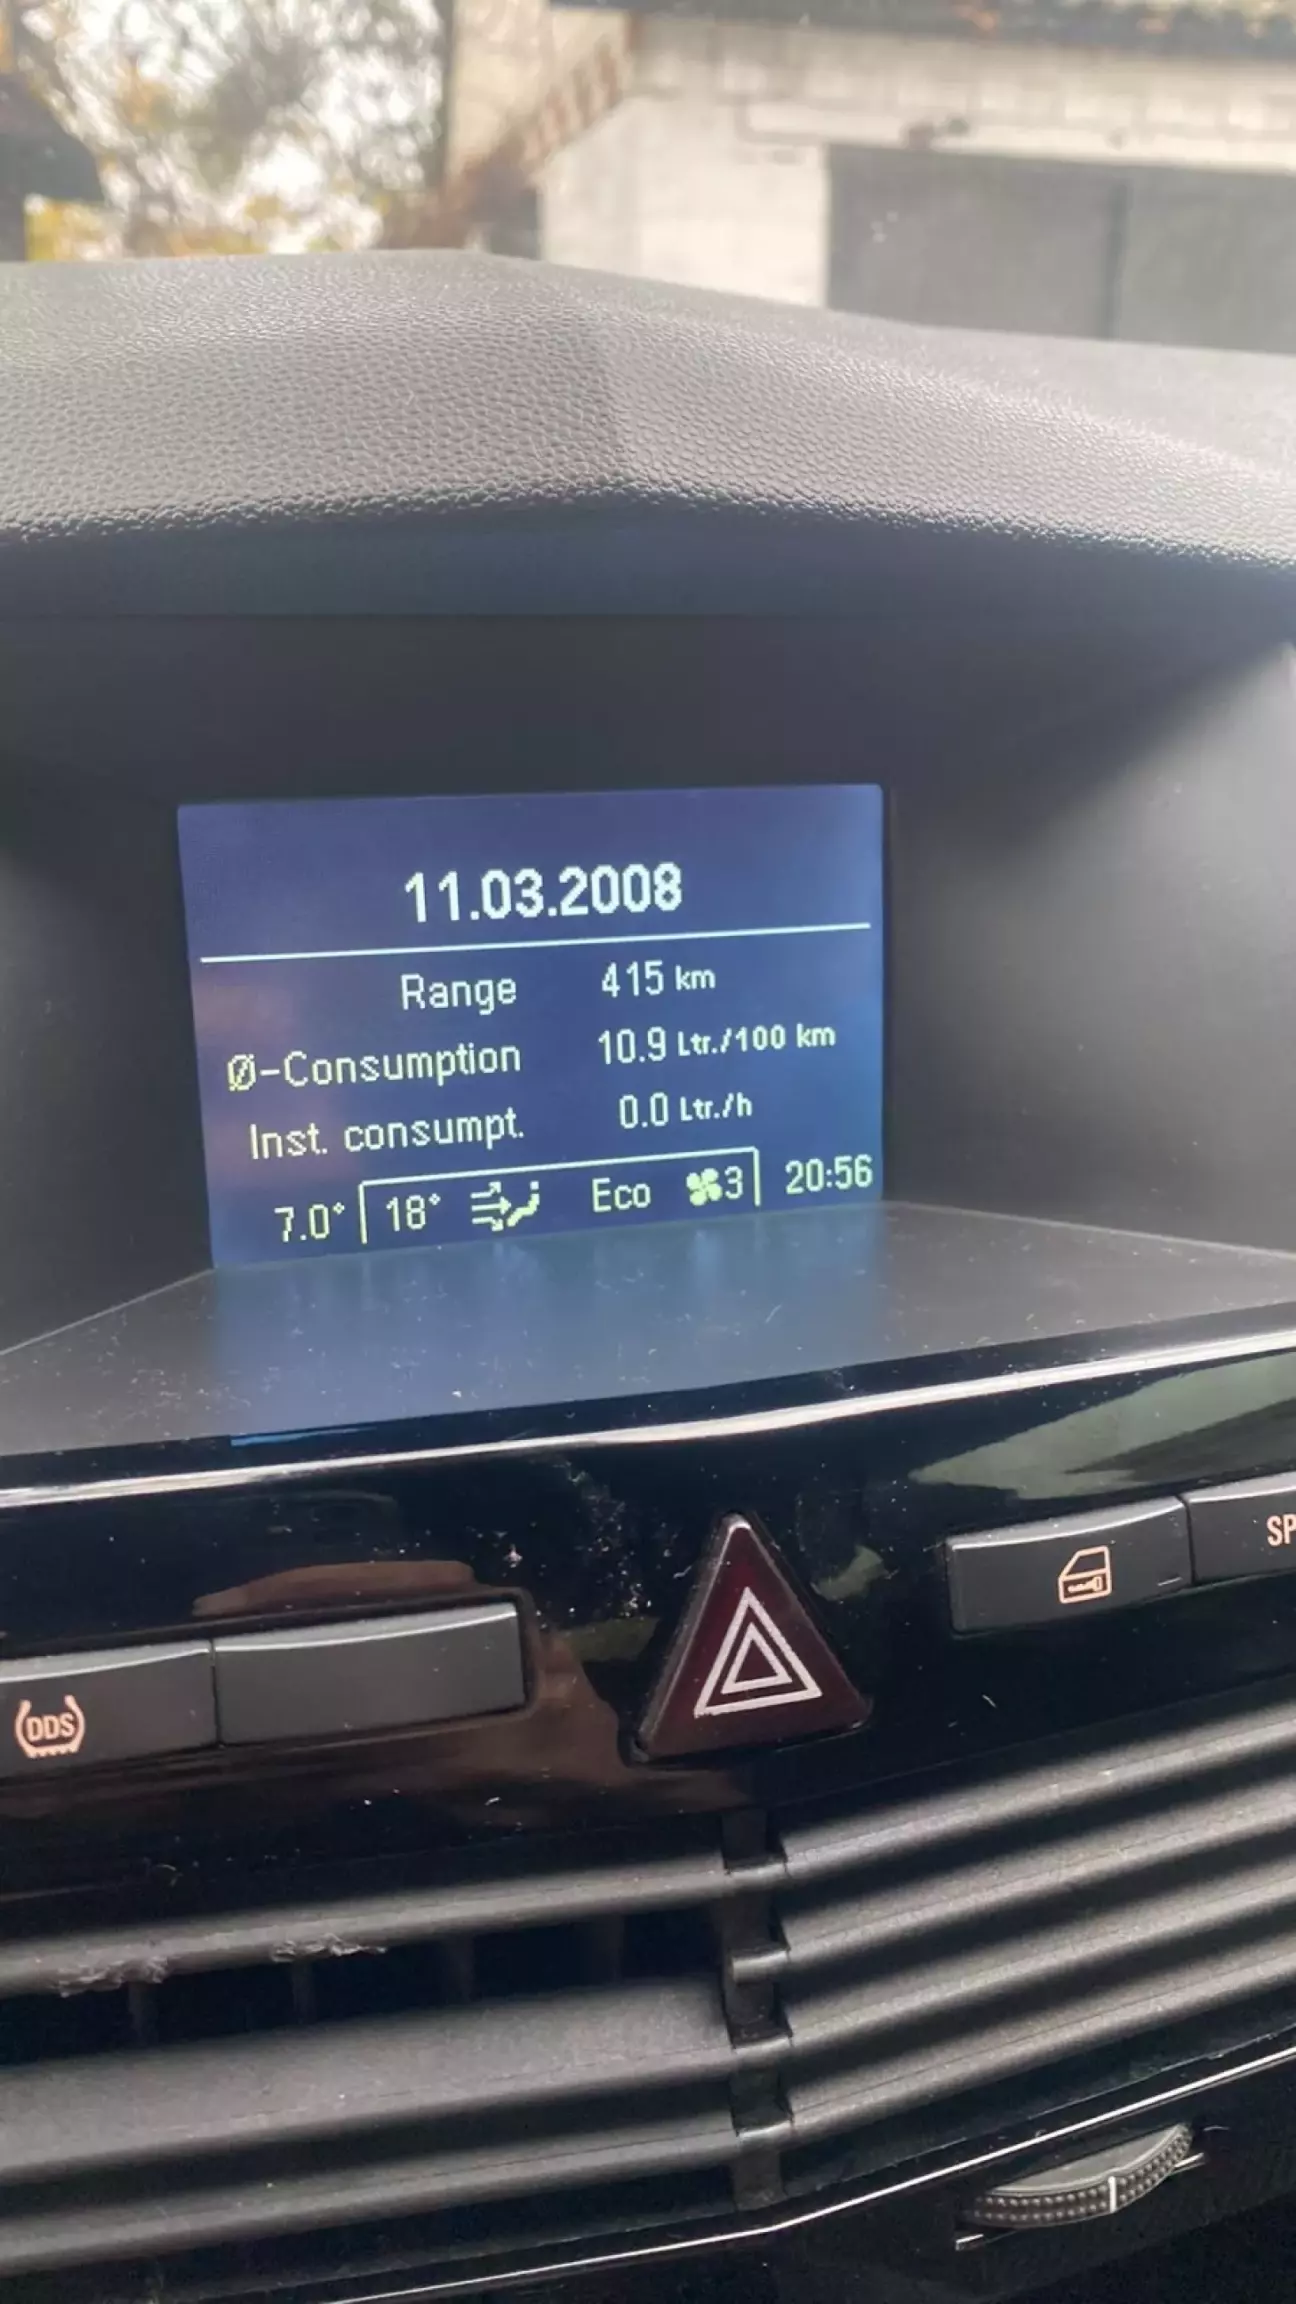 11.03.2008
Range 415 km
Ø-Consumption 10.9 Ltr./100 km
Inst. consumpt. 0.0 Ltr./h
7.0° 18° Eco 3 20:56
SP
DDS